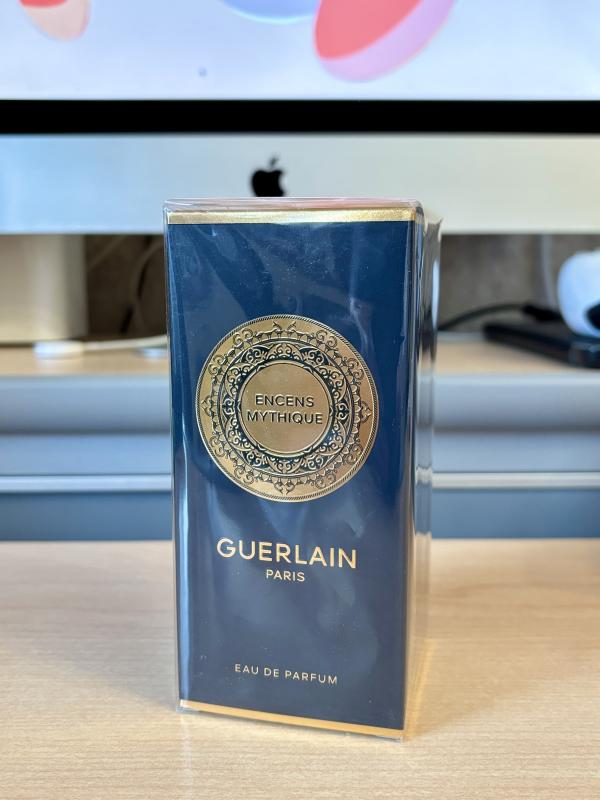 ENCENS
MYTHIQUE
GUERLAIN
PARIS
EAU DE PARFUM